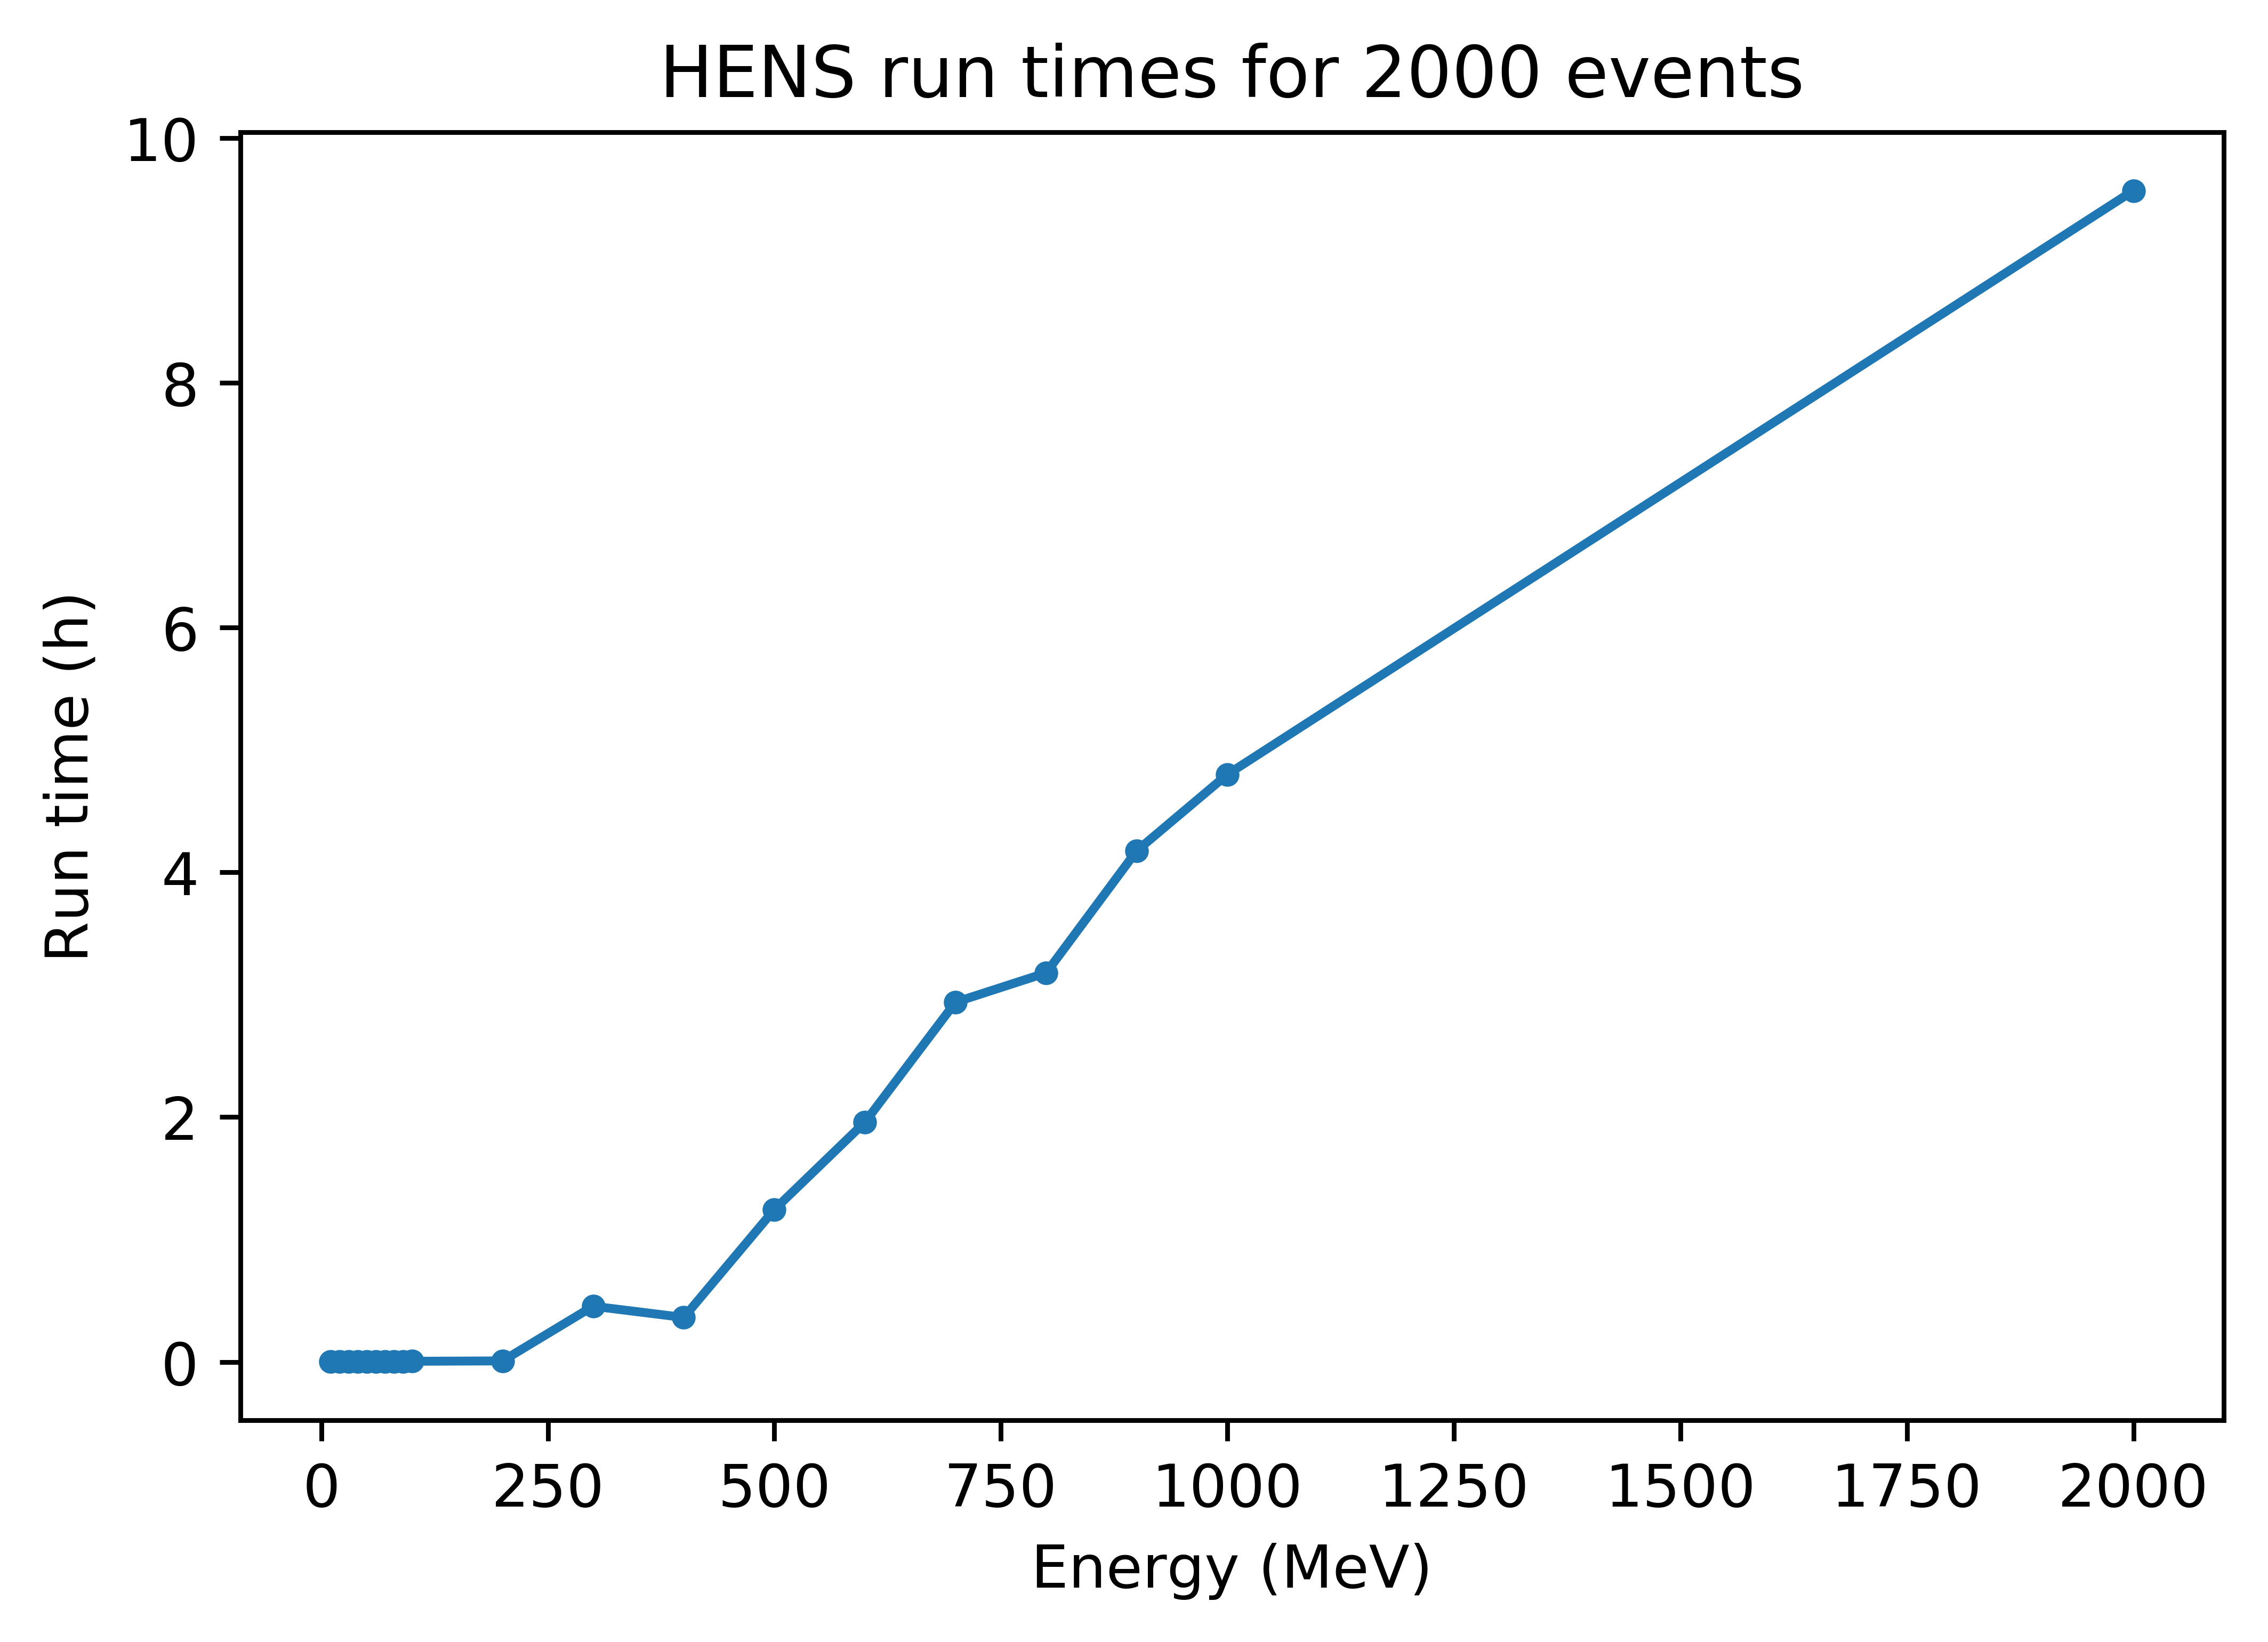 HENS run times for 2000 events
10
8
6
4
2
0
Run time (h)
0 250 500 750 1000 1250 1500 1750 2000
Energy (MeV)